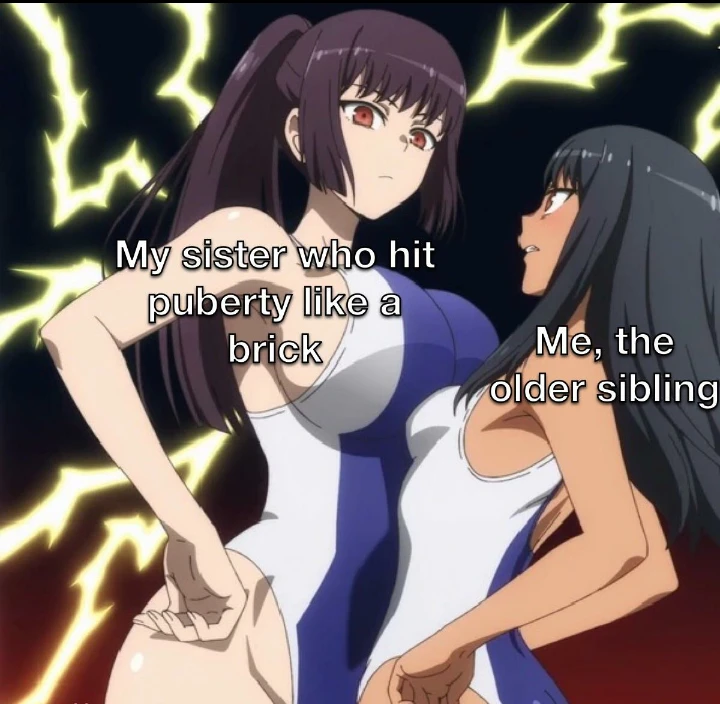 My sister who hit
puberty like a
brick
Me, the
older sibling